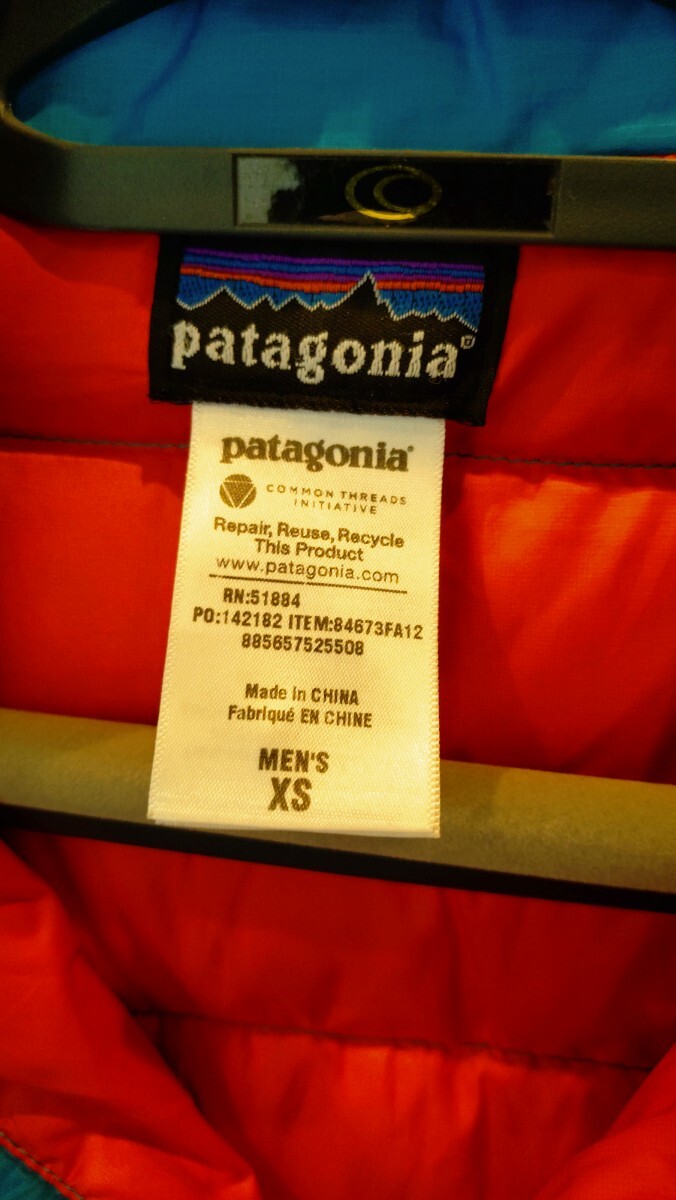 patagonia®
patagonia®
COMMON THREADS
INITIATIVE
Repair, Reuse, Recycle
This Product
www.patagonia.com
RN:51884
PO:142182 ITEM:84673FA12
885657525508
Made in CHINA
Fabriqué EN CHINE
MEN'S
XS